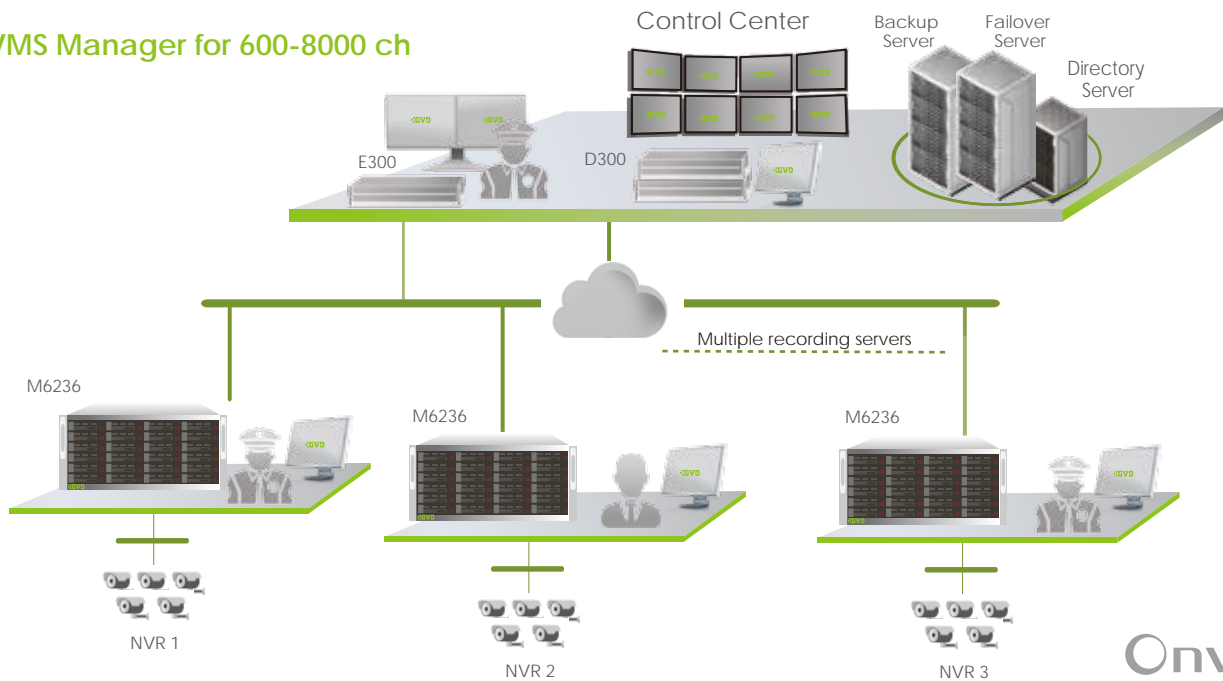 VMS Manager for 600-8000 ch
Control Center
Backup
Server
Failover
Server
Directory
Server
E300
D300
Multiple recording servers
M6236
M6236
M6236
NVR 1
NVR 2
NVR 3
Onv